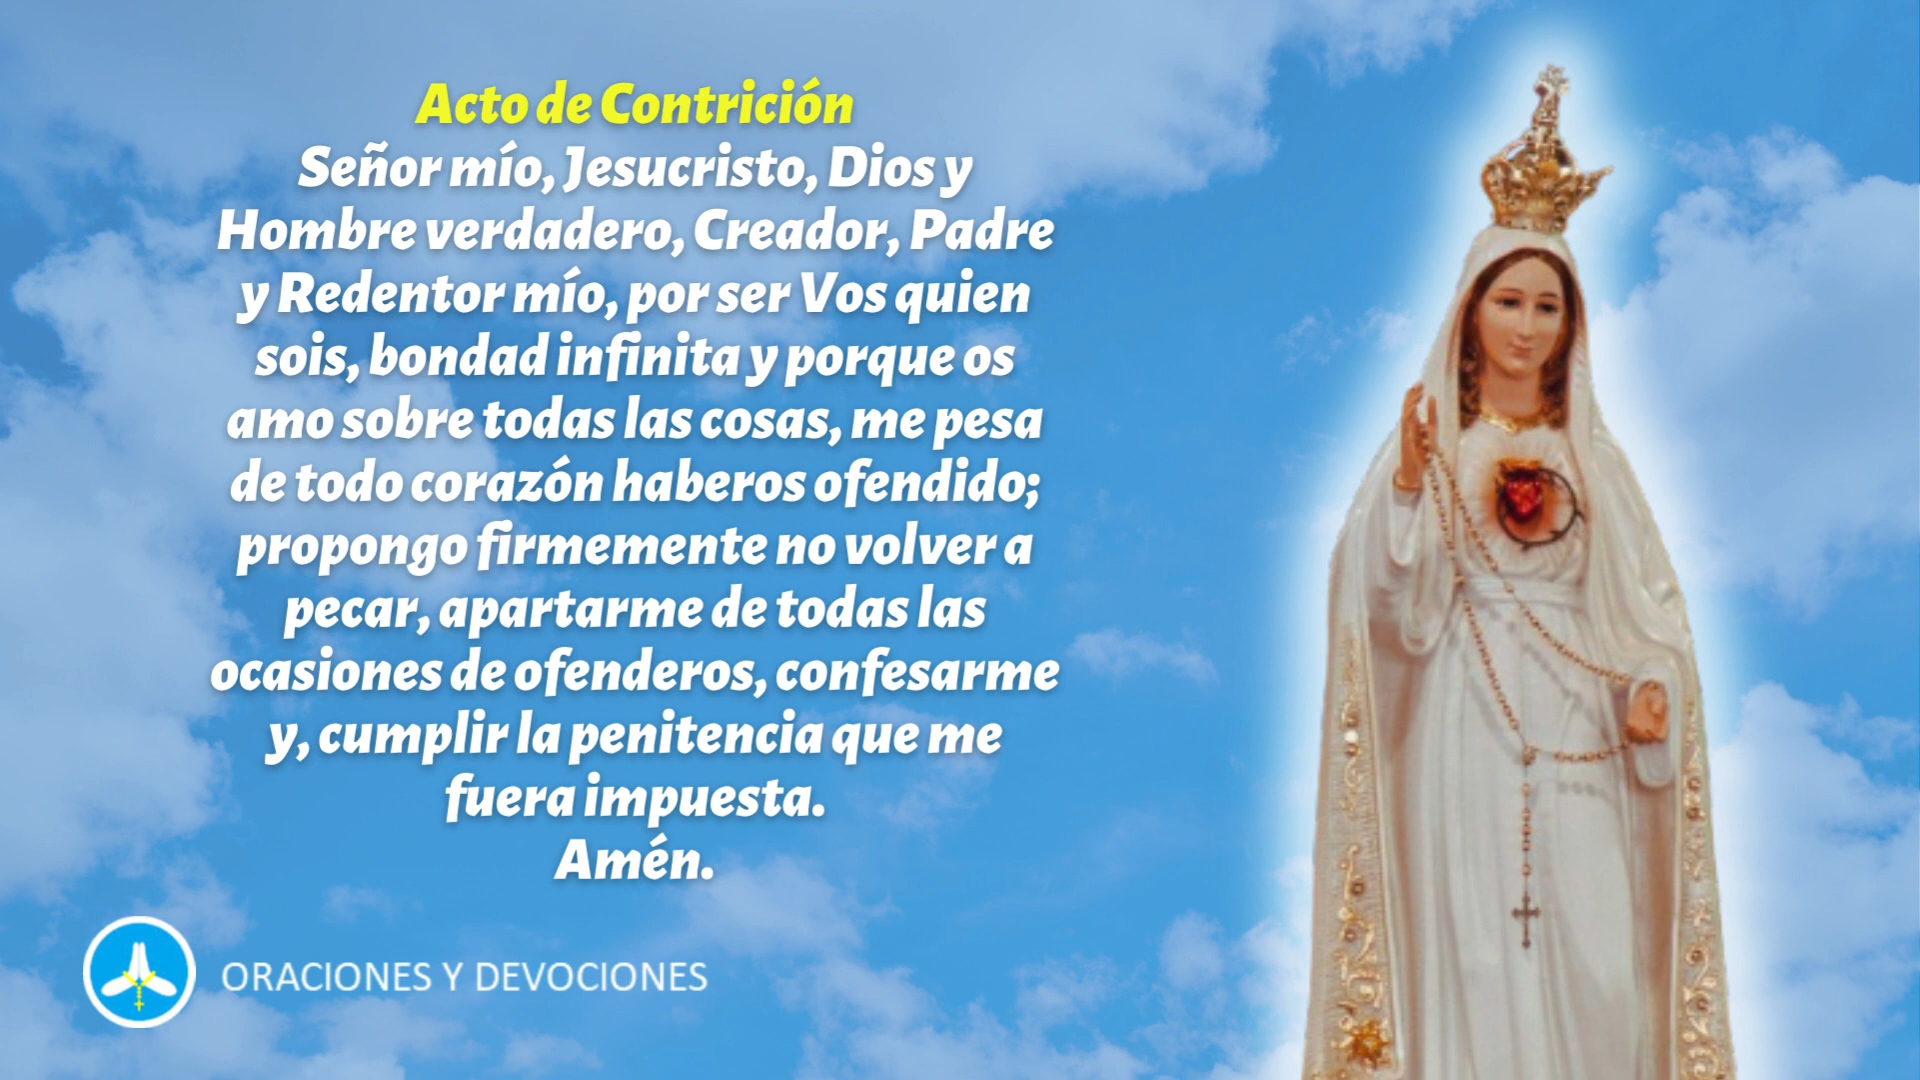 Acto de Contrición
Señor mío, Jesucristo, Dios y
Hombre verdadero, Creador, Padre
y Redentor mío, por ser Vos quien
sois, bondad infinita y porque os
amo sobre todas las cosas, me pesa
de todo corazón haberos ofendido;
propongo firmemente no volver a
pecar, apartarme de todas las
ocasiones de ofenderos, confesarme
y, cumplir la penitencia que me
fuera impuesta.
Amén.
ORACIONES Y DEVOCIONES